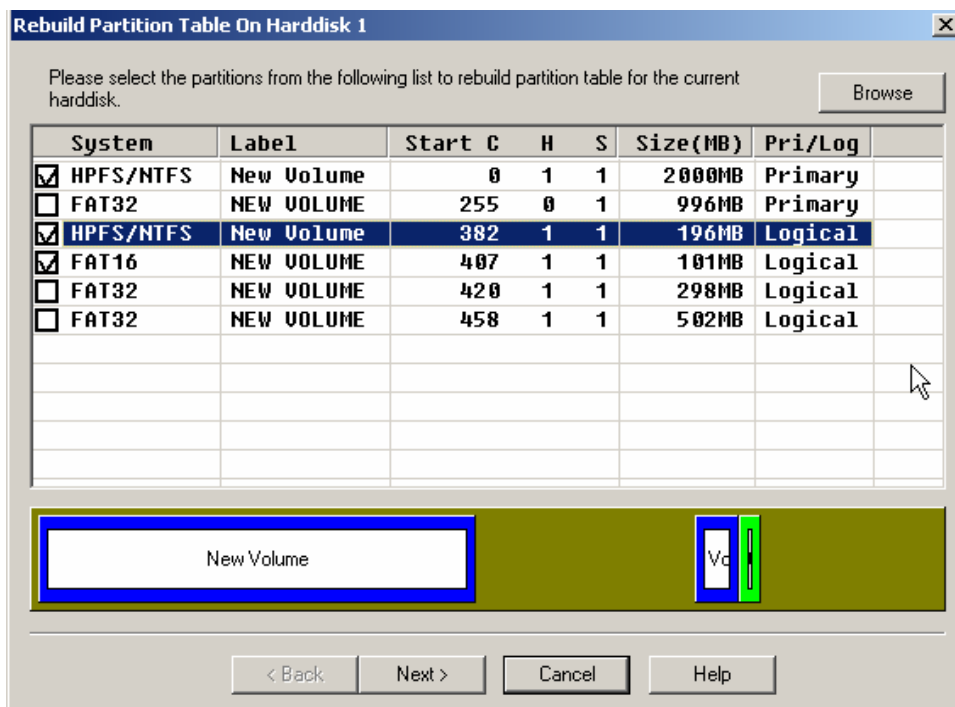 Rebuild Partition Table On Harddisk 1
Please select the partitions from the following list to rebuild partition table for the current
harddisk.
Browse
System Label Start C H S Size(MB) Pri/Log
HPFS/NTFS New Volume 0 1 1 2000MB Primary
FAT32 NEW VOLUME 255 0 1 996MB Primary
HPFS/NTFS New Volume 382 1 1 196MB Logical
FAT16 NEW VOLUME 407 1 1 101MB Logical
FAT32 NEW VOLUME 420 1 1 298MB Logical
FAT32 NEW VOLUME 458 1 1 502MB Logical
New Volume Vo
< Back Next > Cancel Help